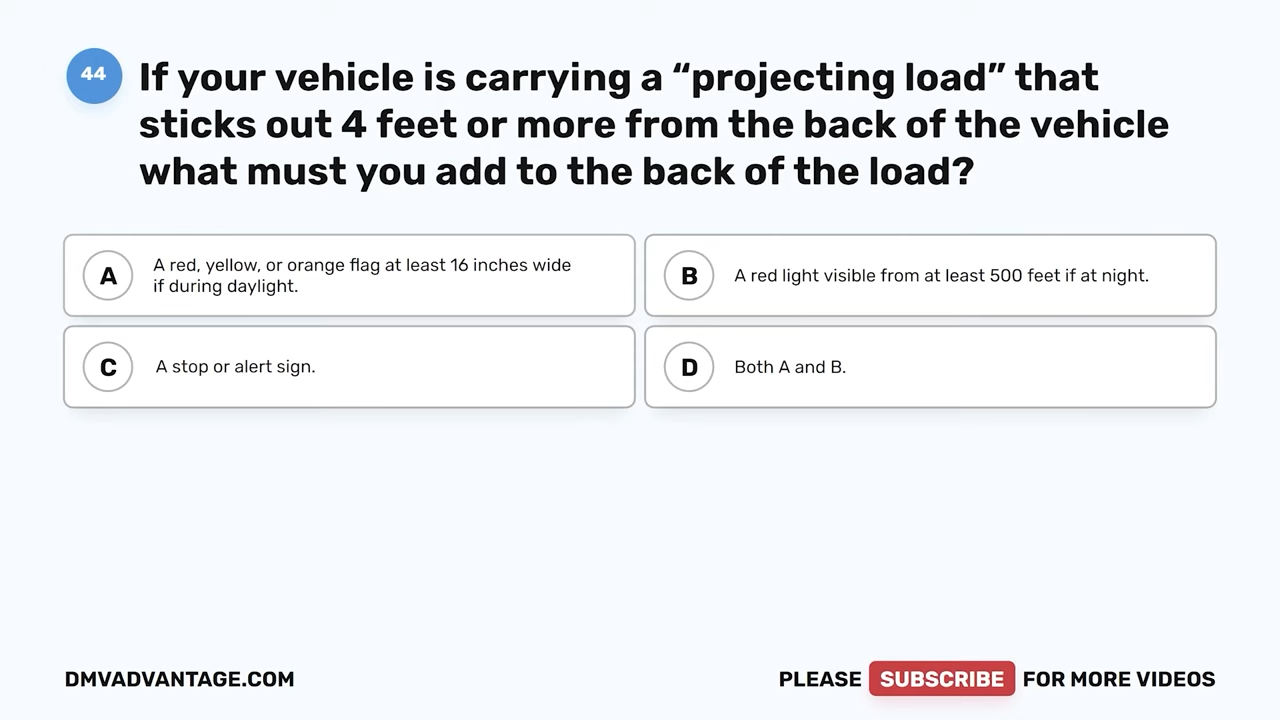 44
If your vehicle is carrying a “projecting load” that
sticks out 4 feet or more from the back of the vehicle
what must you add to the back of the load?
A
A red, yellow, or orange flag at least 16 inches wide
if during daylight.
B
A red light visible from at least 500 feet if at night.
C
A stop or alert sign.
D
Both A and B.
DMVADVANTAGE.COM
PLEASE SUBSCRIBE FOR MORE VIDEOS